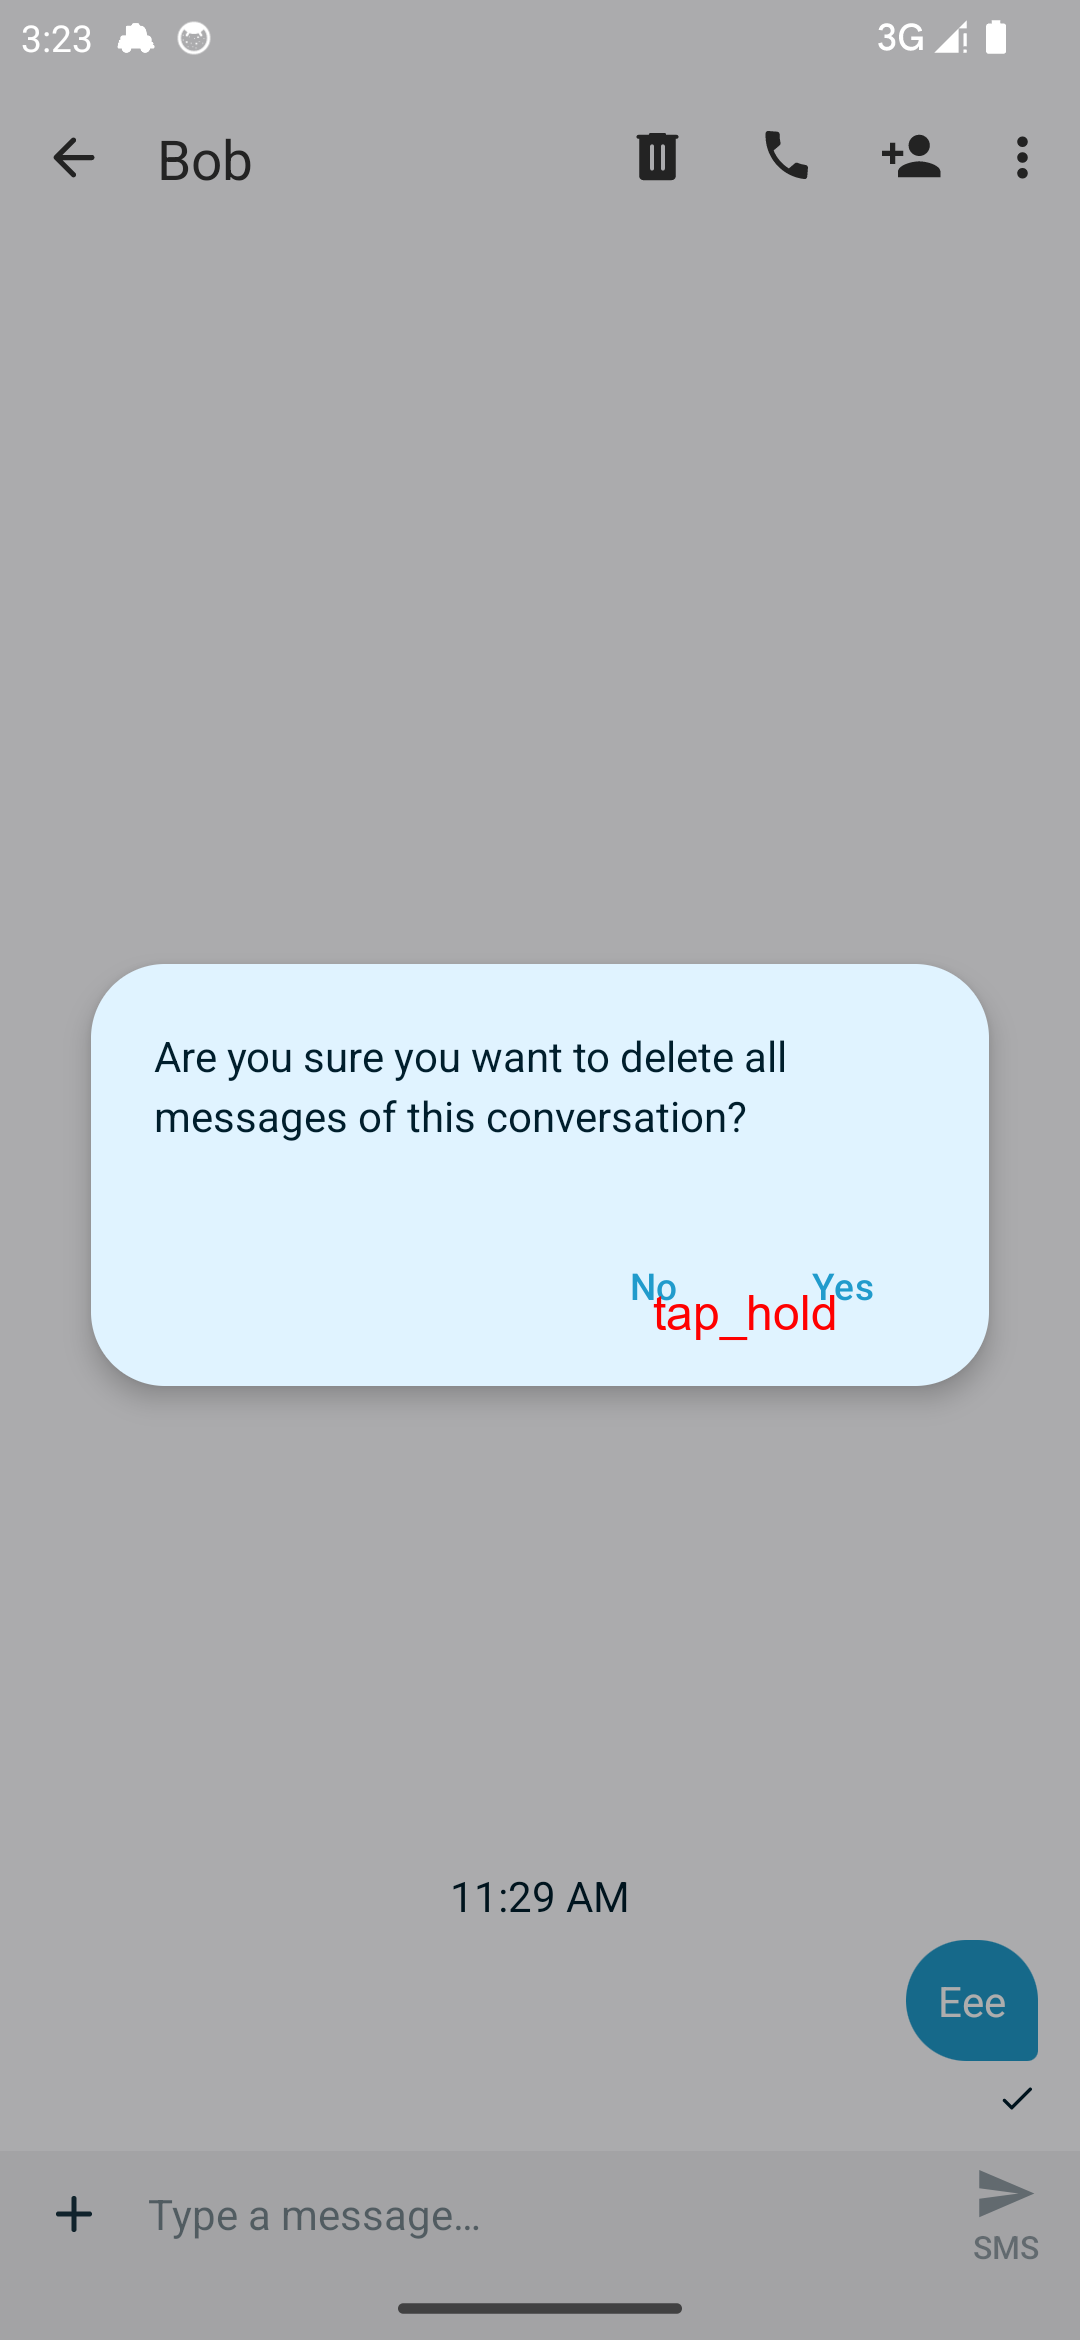 3:23
3G
Bob
Are you sure you want to delete all
messages of this conversation?
No
Yes
tap_hold
11:29 AM
Eee
Type a message…
SMS